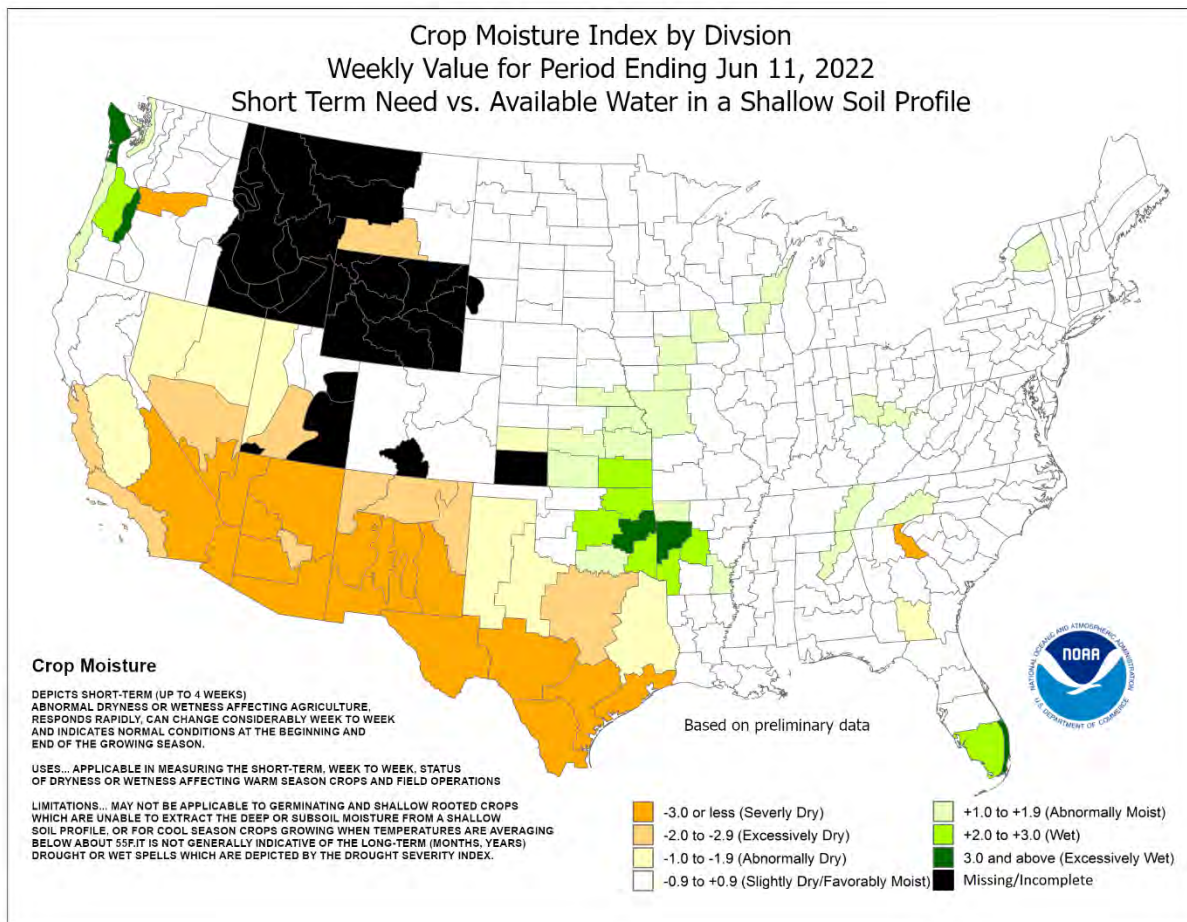 Crop Moisture Index by Divsion
Weekly Value for Period Ending Jun 11, 2022
Short Term Need vs. Available Water in a Shallow Soil Profile
Crop Moisture
DEPICTS SHORT-TERM (UP TO 4 WEEKS)
ABNORMAL DRYNESS OR WETNESS AFFECTING AGRICULTURE,
RESPONDS RAPIDLY, CAN CHANGE CONSIDERABLY WEEK TO WEEK
AND INDICATES NORMAL CONDITIONS AT THE BEGINNING AND
END OF THE GROWING SEASON.
USES... APPLICABLE IN MEASURING THE SHORT-TERM, WEEK TO WEEK, STATUS
OF DRYNESS OR WETNESS AFFECTING WARM SEASON CROPS AND FIELD OPERATIONS
LIMITATIONS... MAY NOT BE APPLICABLE TO GERMINATING AND SHALLOW ROOTED CROPS
WHICH ARE UNABLE TO EXTRACT THE DEEP OR SUBSOIL MOISTURE FROM A SHALLOW
SOIL PROFILE, OR FOR COOL SEASON CROPS GROWING WHEN TEMPERATURES ARE AVERAGING
BELOW ABOUT 55F.IT IS NOT GENERALLY INDICATIVE OF THE LONG-TERM (MONTHS, YEARS)
DROUGHT OR WET SPELLS WHICH ARE DEPICTED BY THE DROUGHT SEVERITY INDEX.
Based on preliminary data
NATIONAL OCEANIC AND ATMOSPHERIC ADMINISTRATION
NOAA
U.S. DEPARTMENT OF COMMERCE
-3.0 or less (Severly Dry)
-2.0 to -2.9 (Excessively Dry)
-1.0 to -1.9 (Abnormally Dry)
-0.9 to +0.9 (Slightly Dry/Favorably Moist)
+1.0 to +1.9 (Abnormally Moist)
+2.0 to +3.0 (Wet)
3.0 and above (Excessively Wet)
Missing/Incomplete